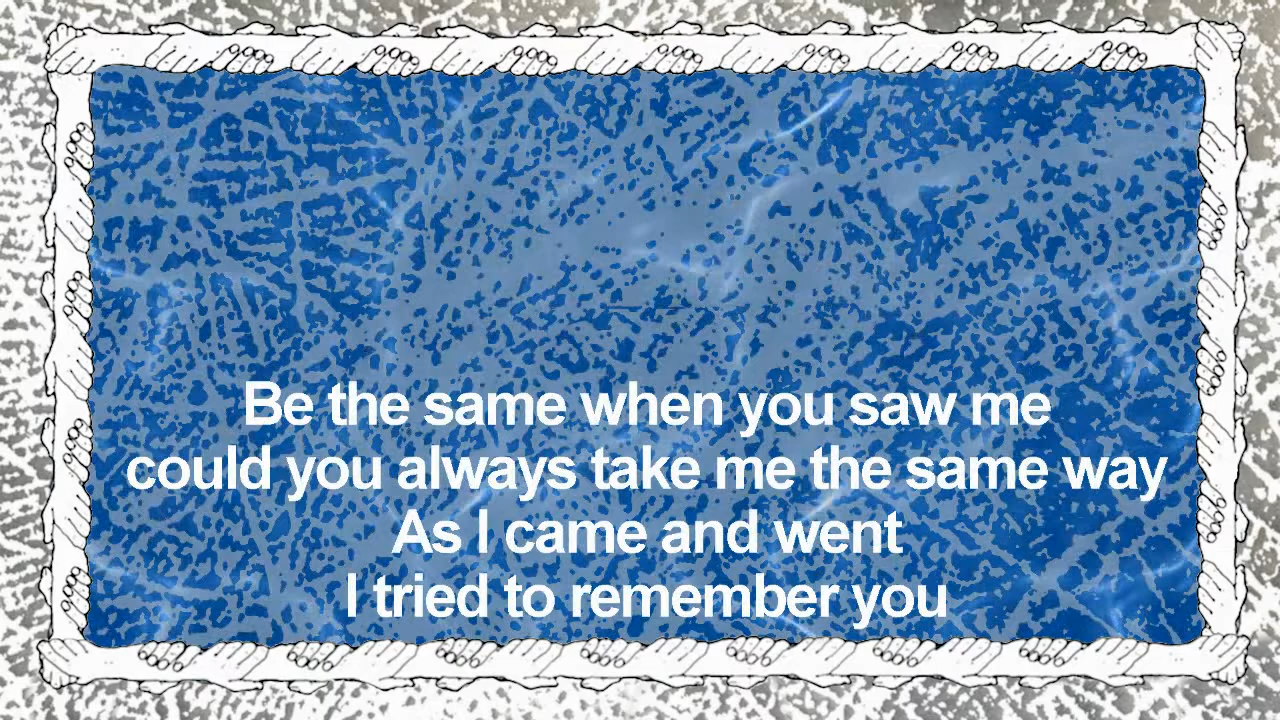 Be the same when you saw me
could you always take me the same way
As I came and went
I tried to remember you